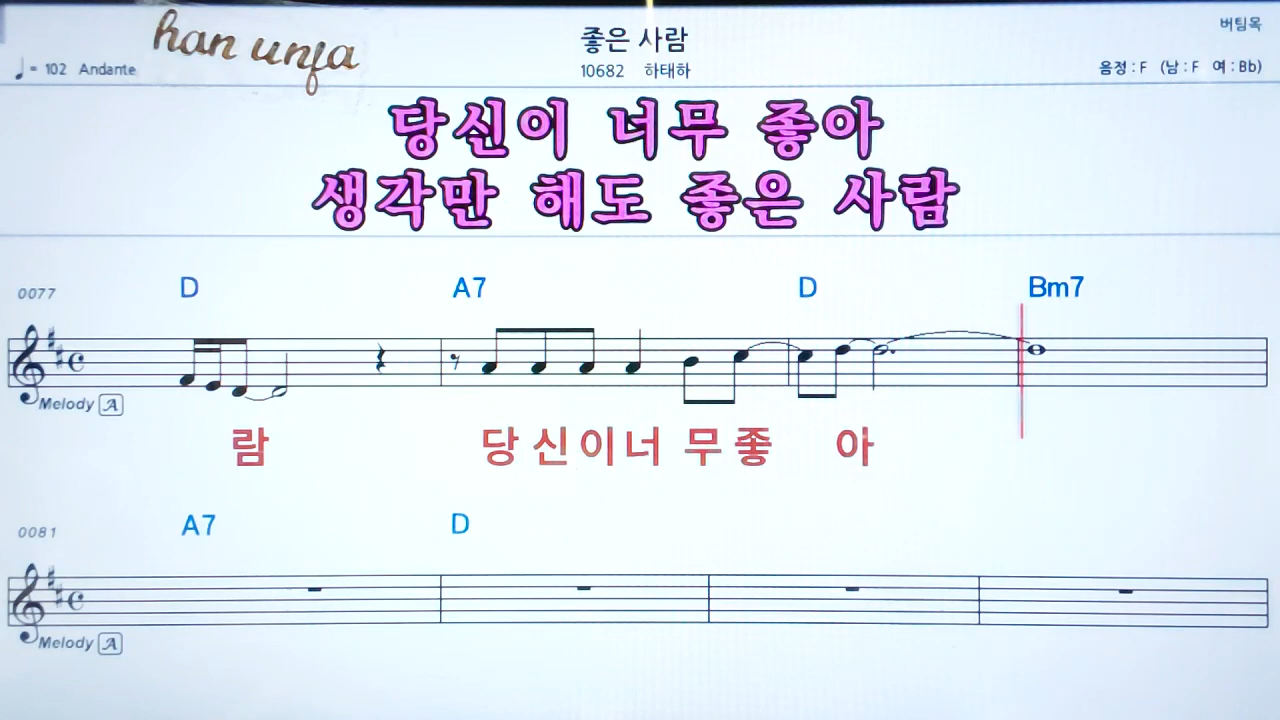 han unja
좋은 사람
버팀목
♩= 102 Andante
10682 하태하
음정 : F (남 : F 여 : Bb)
당신이 너무 좋아
생각만 해도 좋은 사람
0077 D A7 D Bm7
Melody A
람 당 신 이 너 무 좋 아
0081 A7 D
Melody A